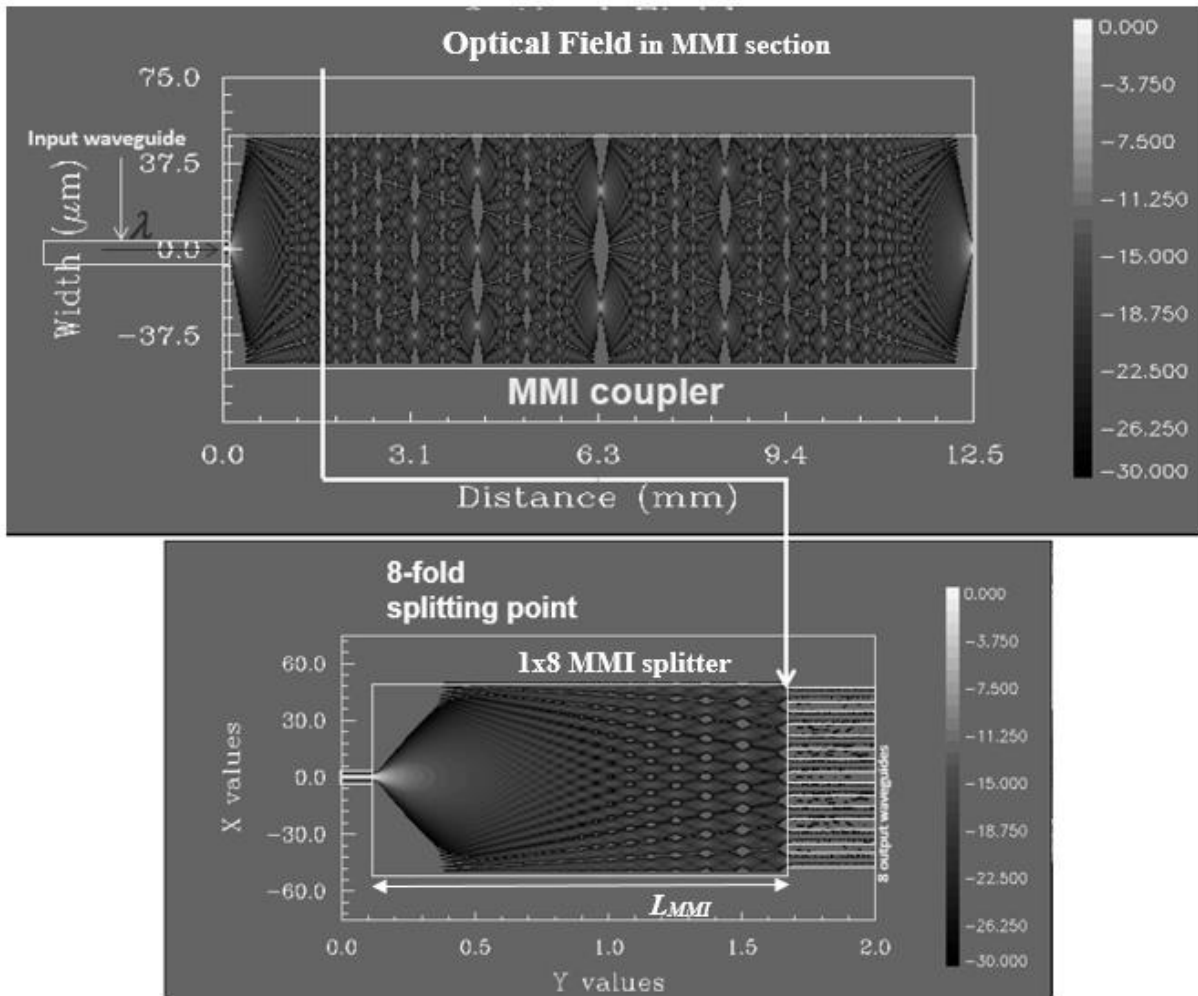 Optical Field in MMI section
75.0
Input waveguide
37.5
λ
0.0
Width (μm)
−37.5
MMI coupler
0.0 3.1 6.3 9.4 12.5
Distance (mm)
0.000
−3.750
−7.500
−11.250
−15.000
−18.750
−22.500
−26.250
−30.000
8-fold
splitting point
1x8 MMI splitter
60.0
30.0
0.0
−30.0
−60.0
X values
8 output waveguides
LMMI
0.0 0.5 1.0 1.5 2.0
Y values
0.000
−3.750
−7.500
−11.250
−15.000
−18.750
−22.500
−26.250
−30.000